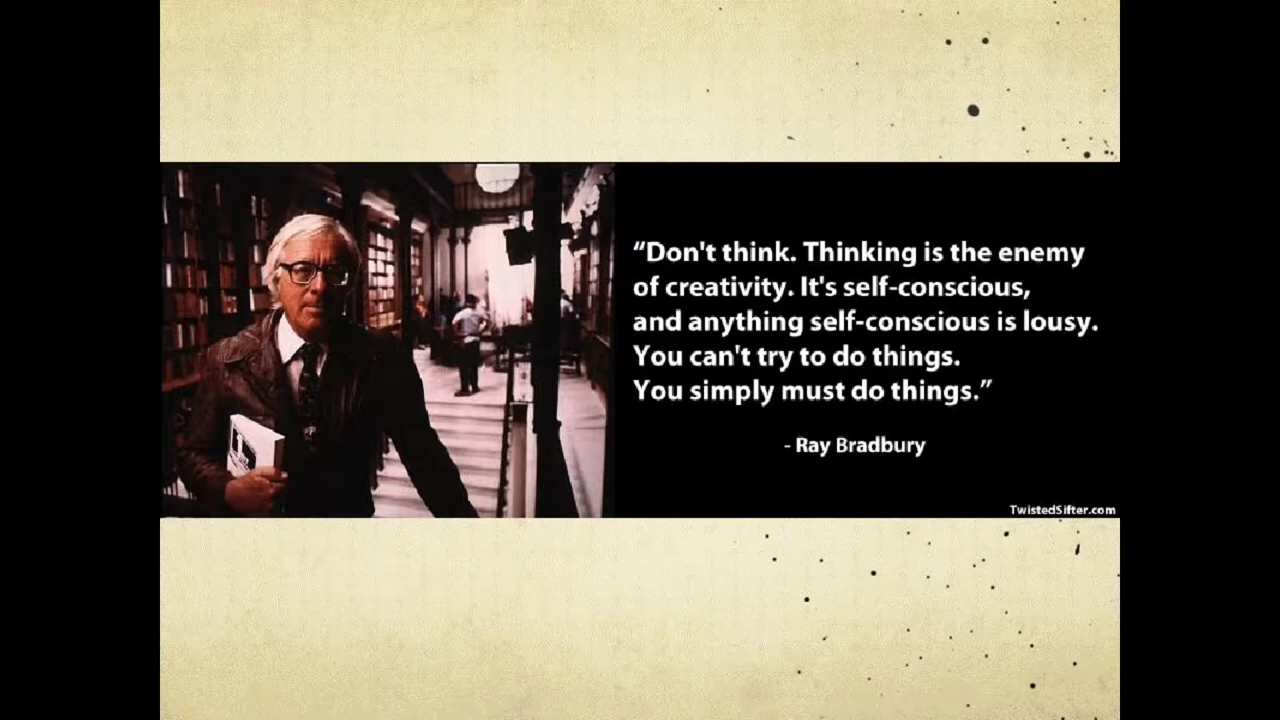 “Don't think. Thinking is the enemy
of creativity. It's self-conscious,
and anything self-conscious is lousy.
You can't try to do things.
You simply must do things.”
- Ray Bradbury
TwistedSifter.com